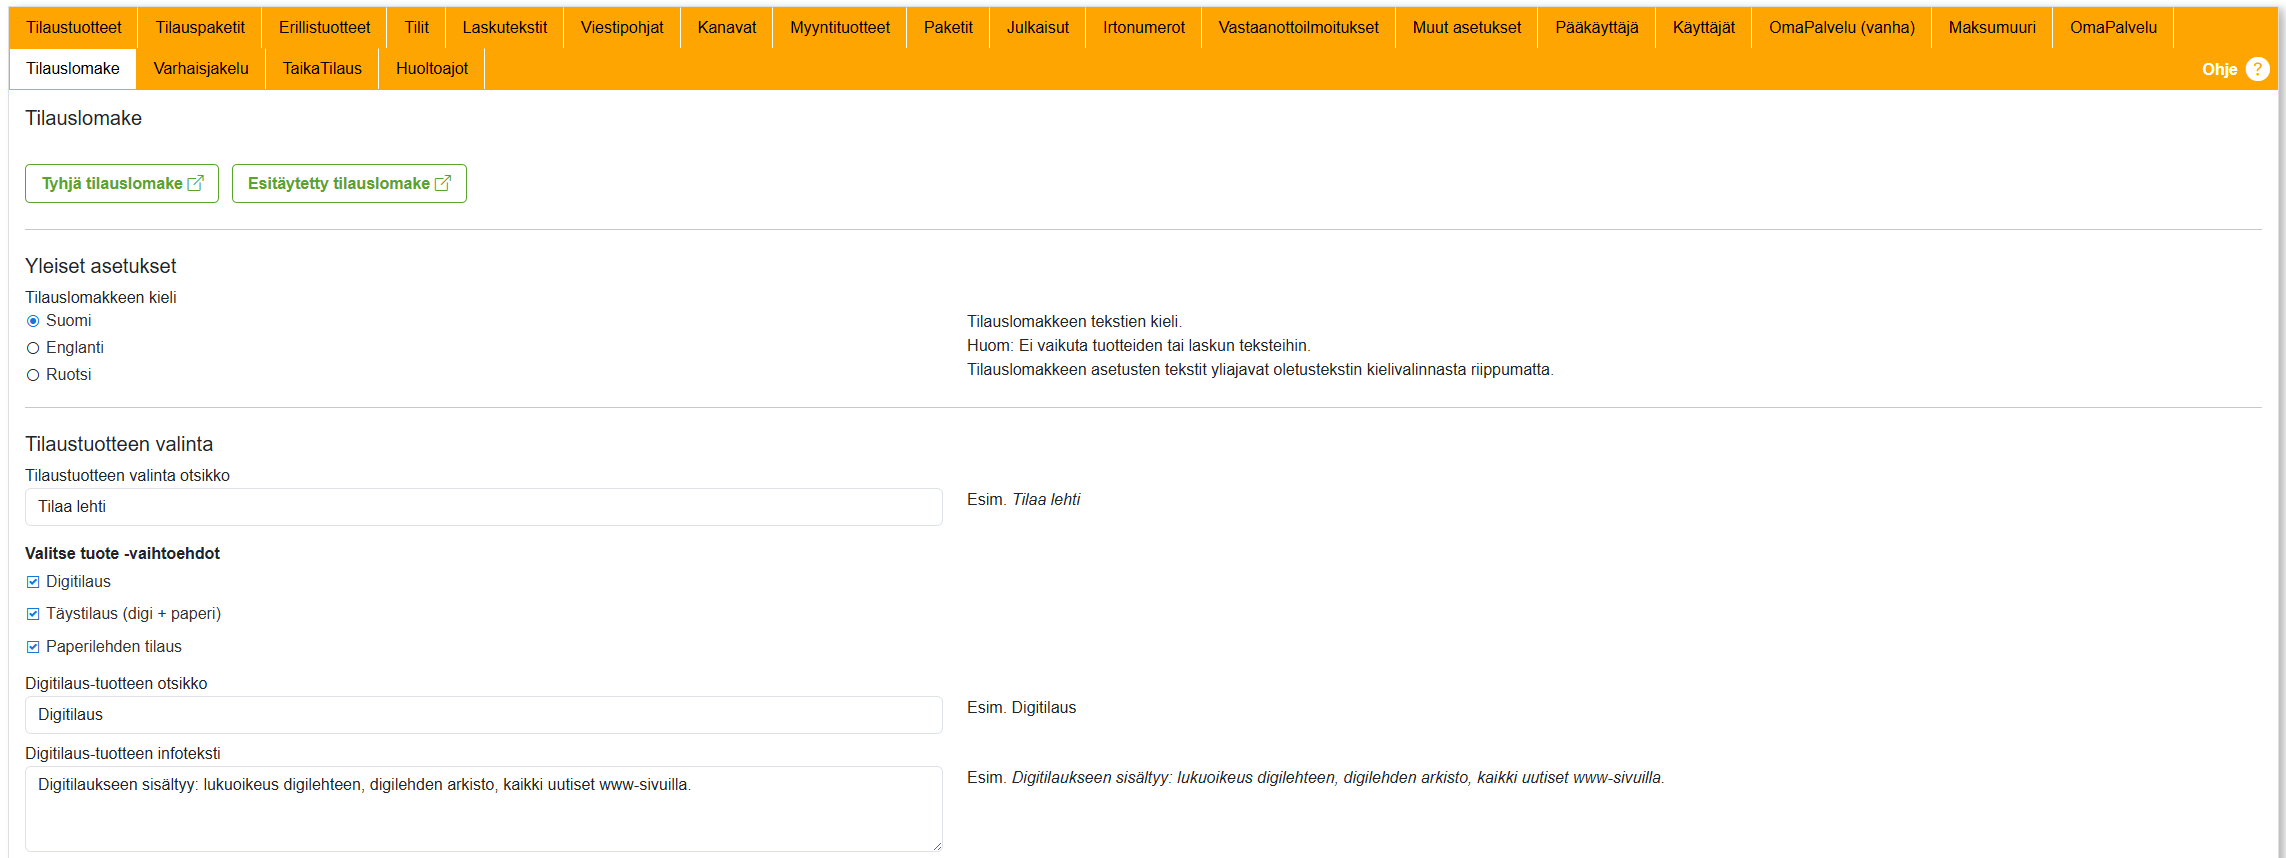 Tilaustuotteet Tilauspaketit Erillistuotteet Tilit Laskutekstit Viestipohjat Kanavat Myyntituotteet Paketit Julkaisut Irtonumerot Vastaanottoilmoitukset Muut asetukset Pääkäyttäjä Käyttäjät OmaPalvelu (vanha) Maksumuuri OmaPalvelu
Tilauslomake Varhaisjakelu TaikaTilaus Huoltoajot Ohje ?
Tilauslomake
Tyhjä tilauslomake Esitäytetty tilauslomake
Yleiset asetukset
Tilauslomakkeen kieli
Suomi Tilauslomakkeen tekstien kieli.
Englanti Huom: Ei vaikuta tuotteiden tai laskun teksteihin.
Ruotsi Tilauslomakkeen asetusten tekstit yliajavat oletustekstin kielivalinnasta riippumatta.
Tilaustuotteen valinta
Tilaustuotteen valinta otsikko
Tilaa lehti Esim. Tilaa lehti
Valitse tuote -vaihtoehdot
Digitilaus
Täystilaus (digi + paperi)
Paperilehden tilaus
Digitilaus-tuotteen otsikko
Digitilaus Esim. Digitilaus
Digitilaus-tuotteen infoteksti
Digitilaukseen sisältyy: lukuoikeus digilehteen, digilehden arkisto, kaikki uutiset www-sivuilla. Esim. Digitilaukseen sisältyy: lukuoikeus digilehteen, digilehden arkisto, kaikki uutiset www-sivuilla.